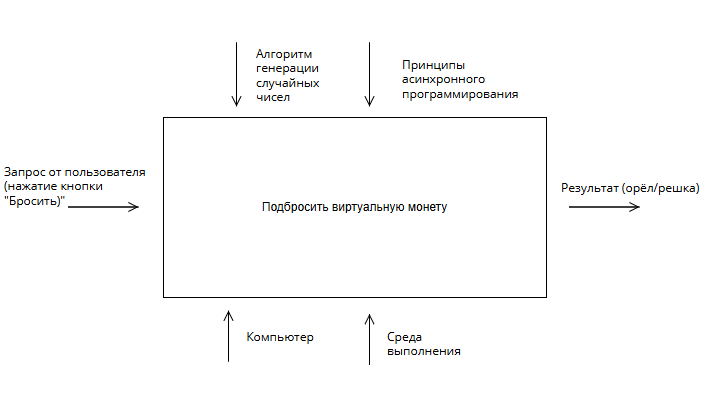 Алгоритм
генерации
случайных
чисел
Принципы
асинхронного
программирования
Запрос от пользователя
(нажатие кнопки
"Бросить)"
Подбросить виртуальную монету
Результат (орёл/решка)
Компьютер
Среда
выполнения